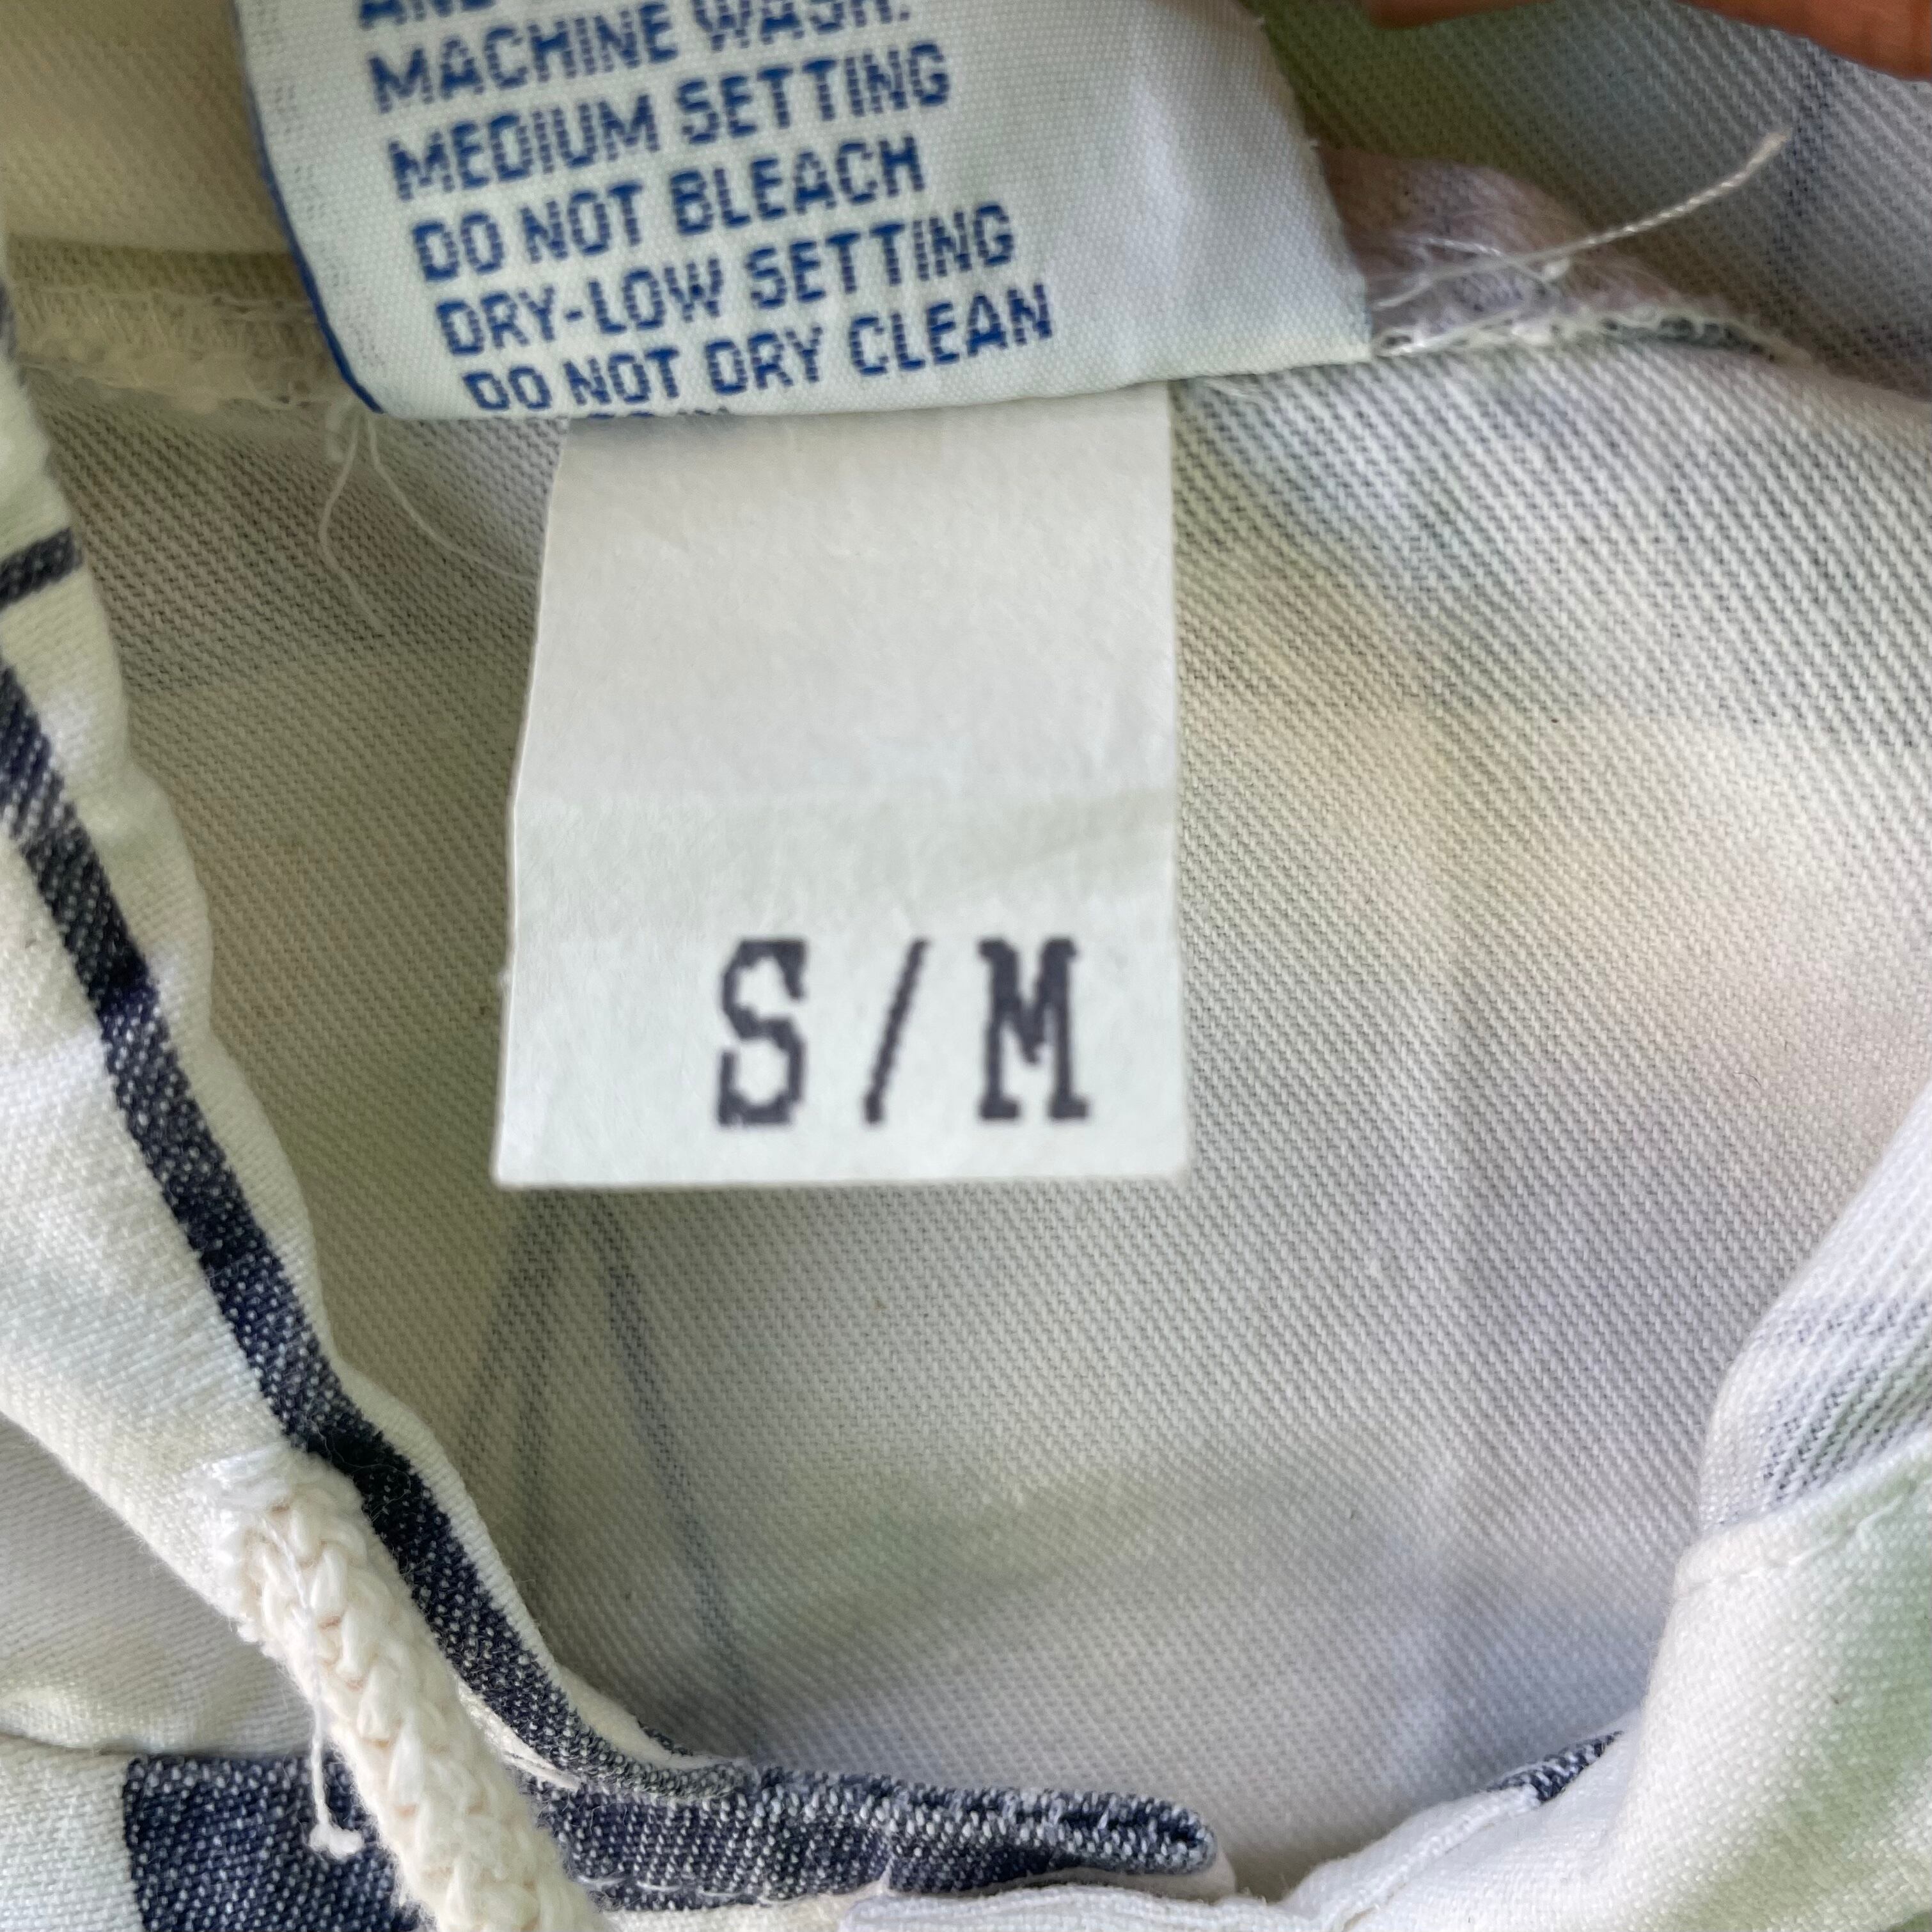 MACHINE WASH.
MEDIUM SETTING
DO NOT BLEACH
DRY-LOW SETTING
DO NOT DRY CLEAN
S/M